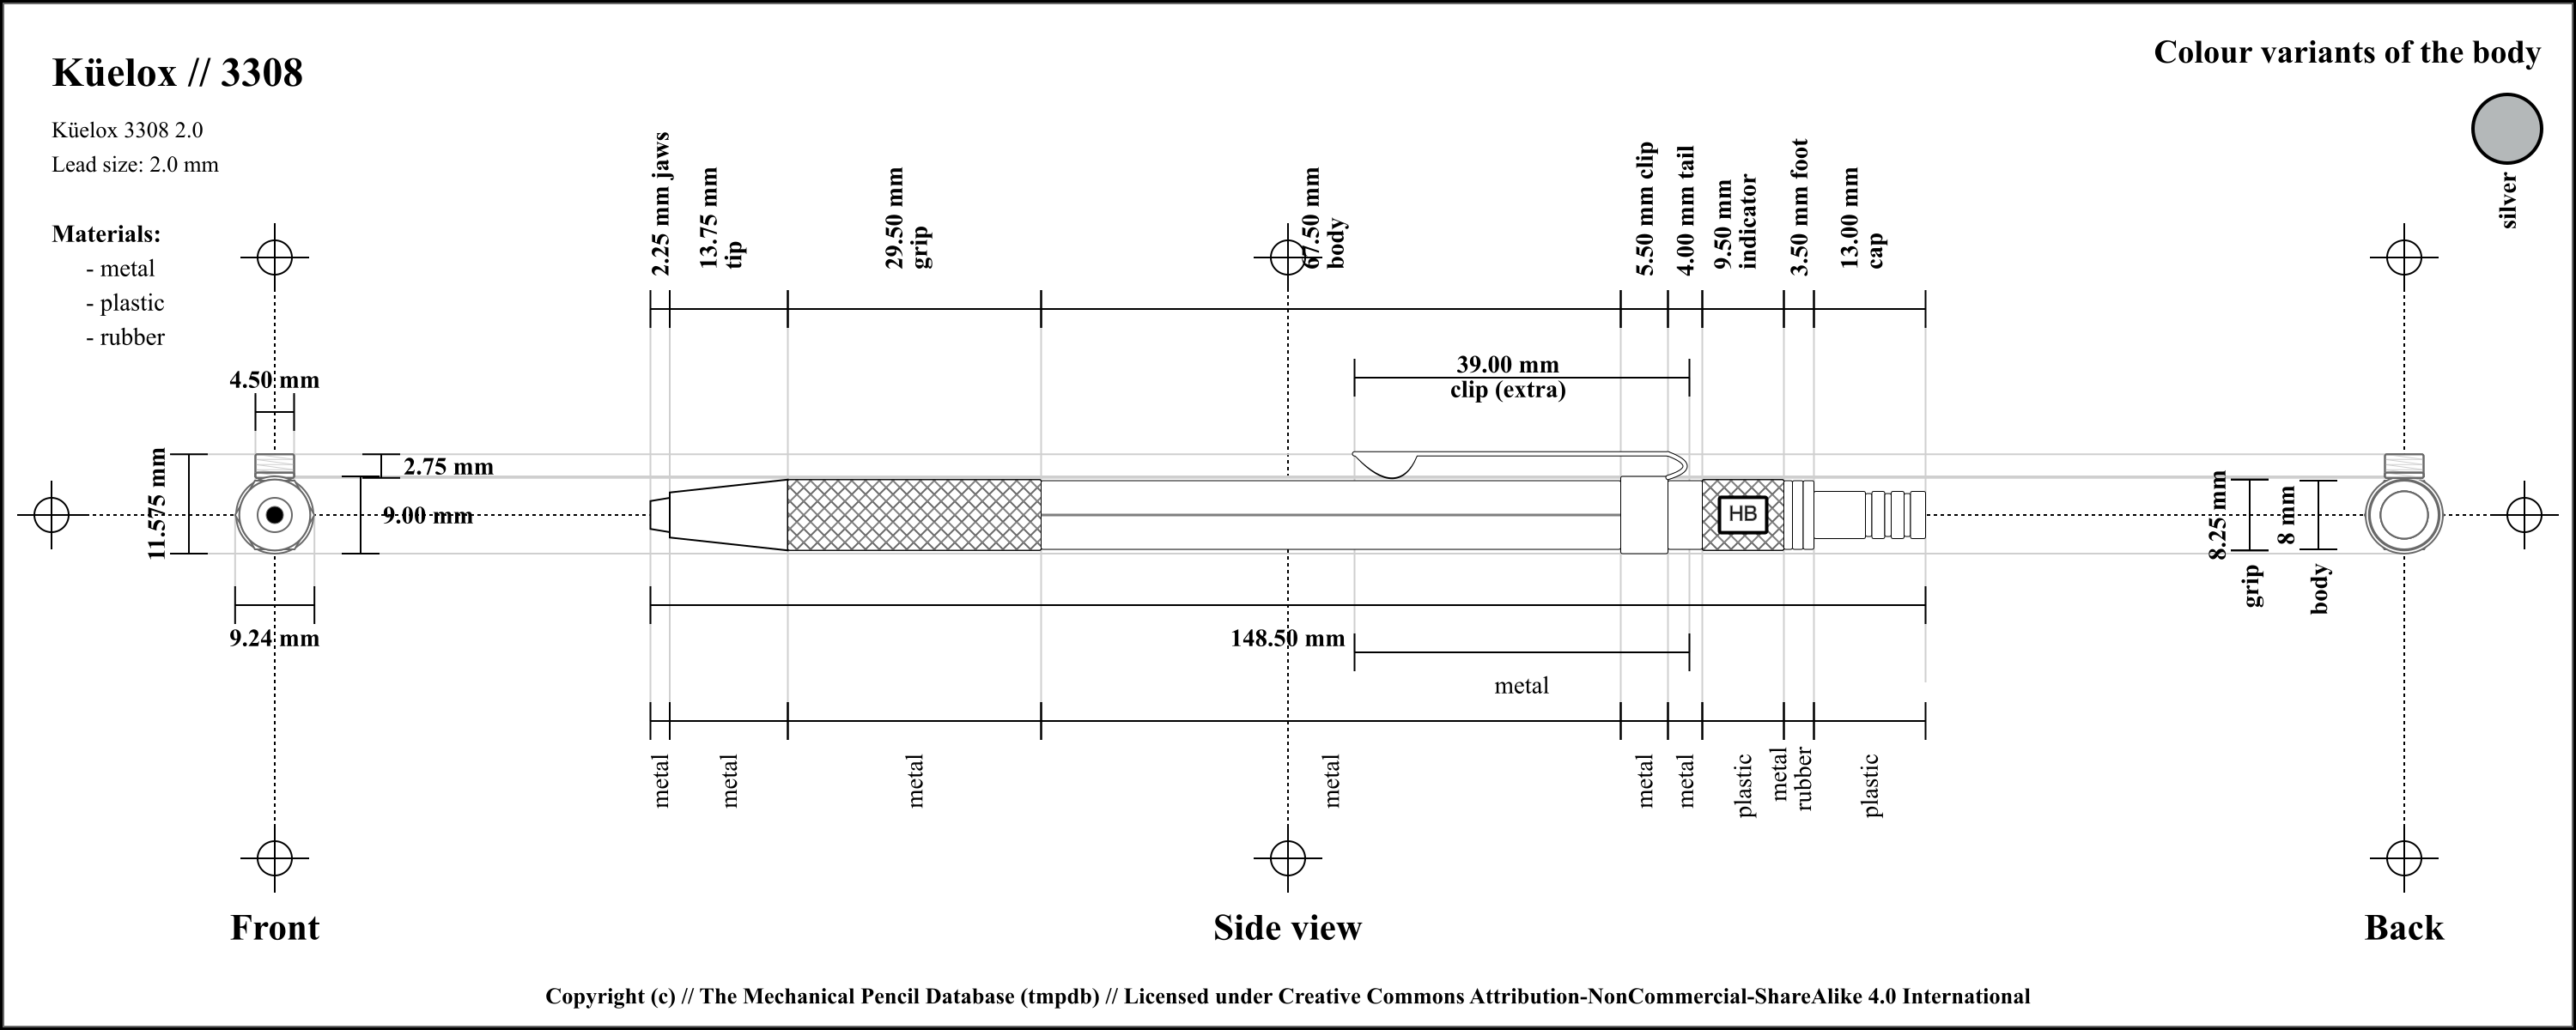 Küelox // 3308
Colour variants of the body
Küelox 3308 2.0
Lead size: 2.0 mm
silver
Materials:
- metal
- plastic
- rubber
2.25 mm jaws
13.75 mm
tip
29.50 mm
grip
67.50 mm
body
5.50 mm clip
4.00 mm tail
9.50 mm
indicator
3.50 mm foot
13.00 mm
cap
39.00 mm
clip (extra)
4.50 mm
11.575 mm
2.75 mm
9.00 mm
9.24 mm
HB
8.25 mm
grip
8 mm
body
148.50 mm
metal
metal
metal
metal
metal
metal
metal
plastic
metal
rubber
plastic
Front
Side view
Back
Copyright (c) // The Mechanical Pencil Database (tmpdb) // Licensed under Creative Commons Attribution-NonCommercial-ShareAlike 4.0 International